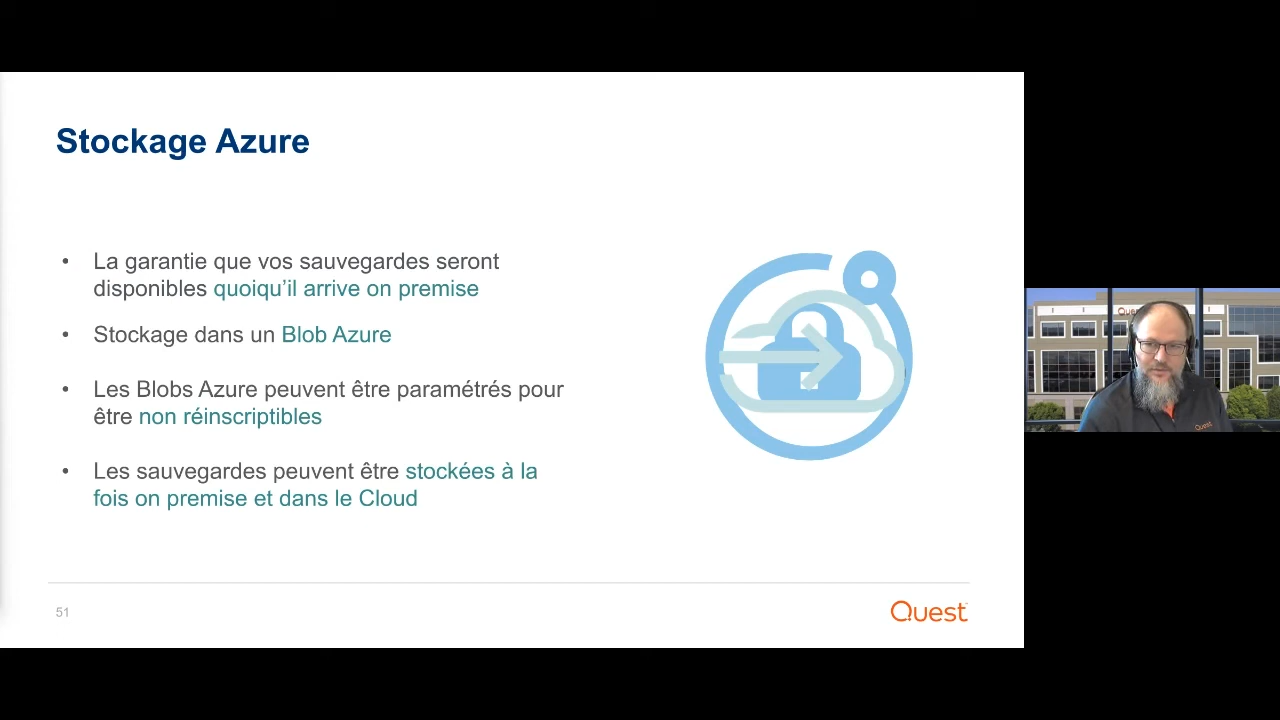 Stockage Azure
• La garantie que vos sauvegardes seront
disponibles quoiqu’il arrive on premise
• Stockage dans un Blob Azure
• Les Blobs Azure peuvent être paramétrés pour
être non réinscriptibles
• Les sauvegardes peuvent être stockées à la
fois on premise et dans le Cloud
51
Quest
Quest